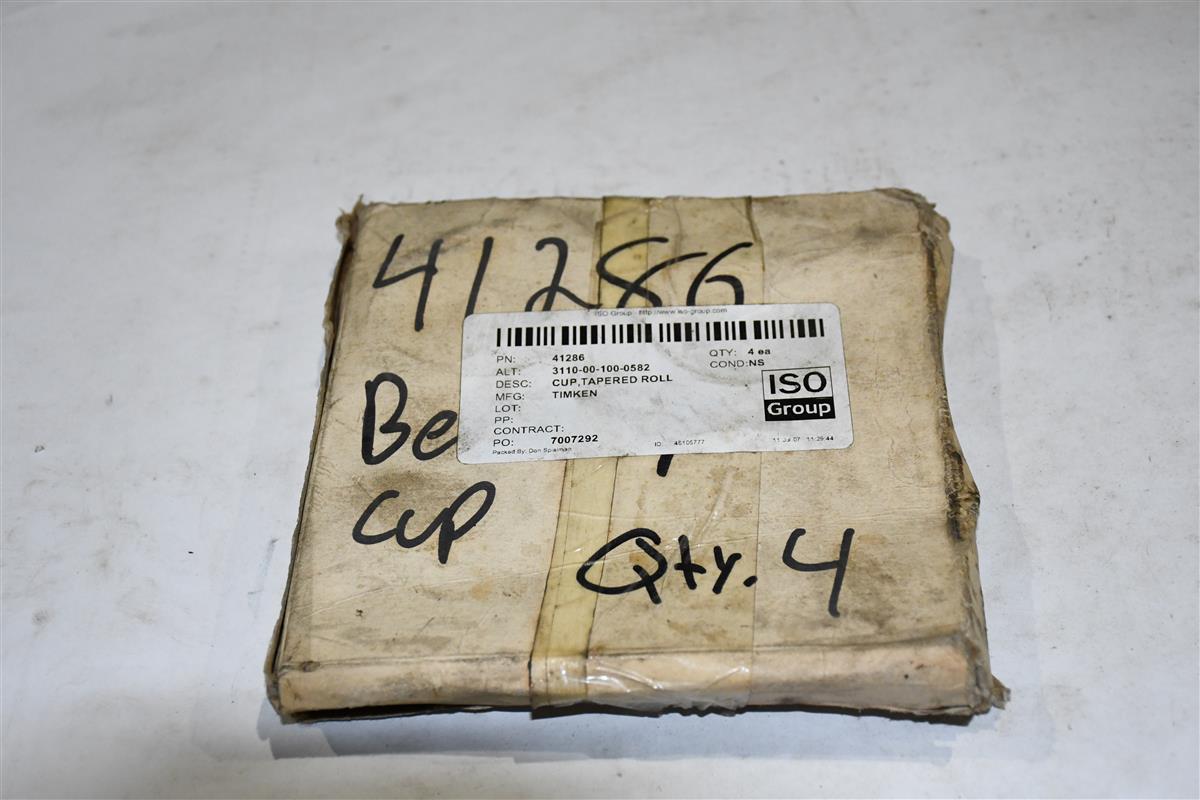 41286
ISO Group - http://www.iso-group.com
PN: 41286 QTY: 4 ea
ALT: 3110-00-100-0582 COND:NS
DESC: CUP,TAPERED ROLL
MFG: TIMKEN
LOT:
PP:
CONTRACT:
PO: 7007292
ISO
Group
Packed By: Don Spielman
Be
Cup
Qty. 4